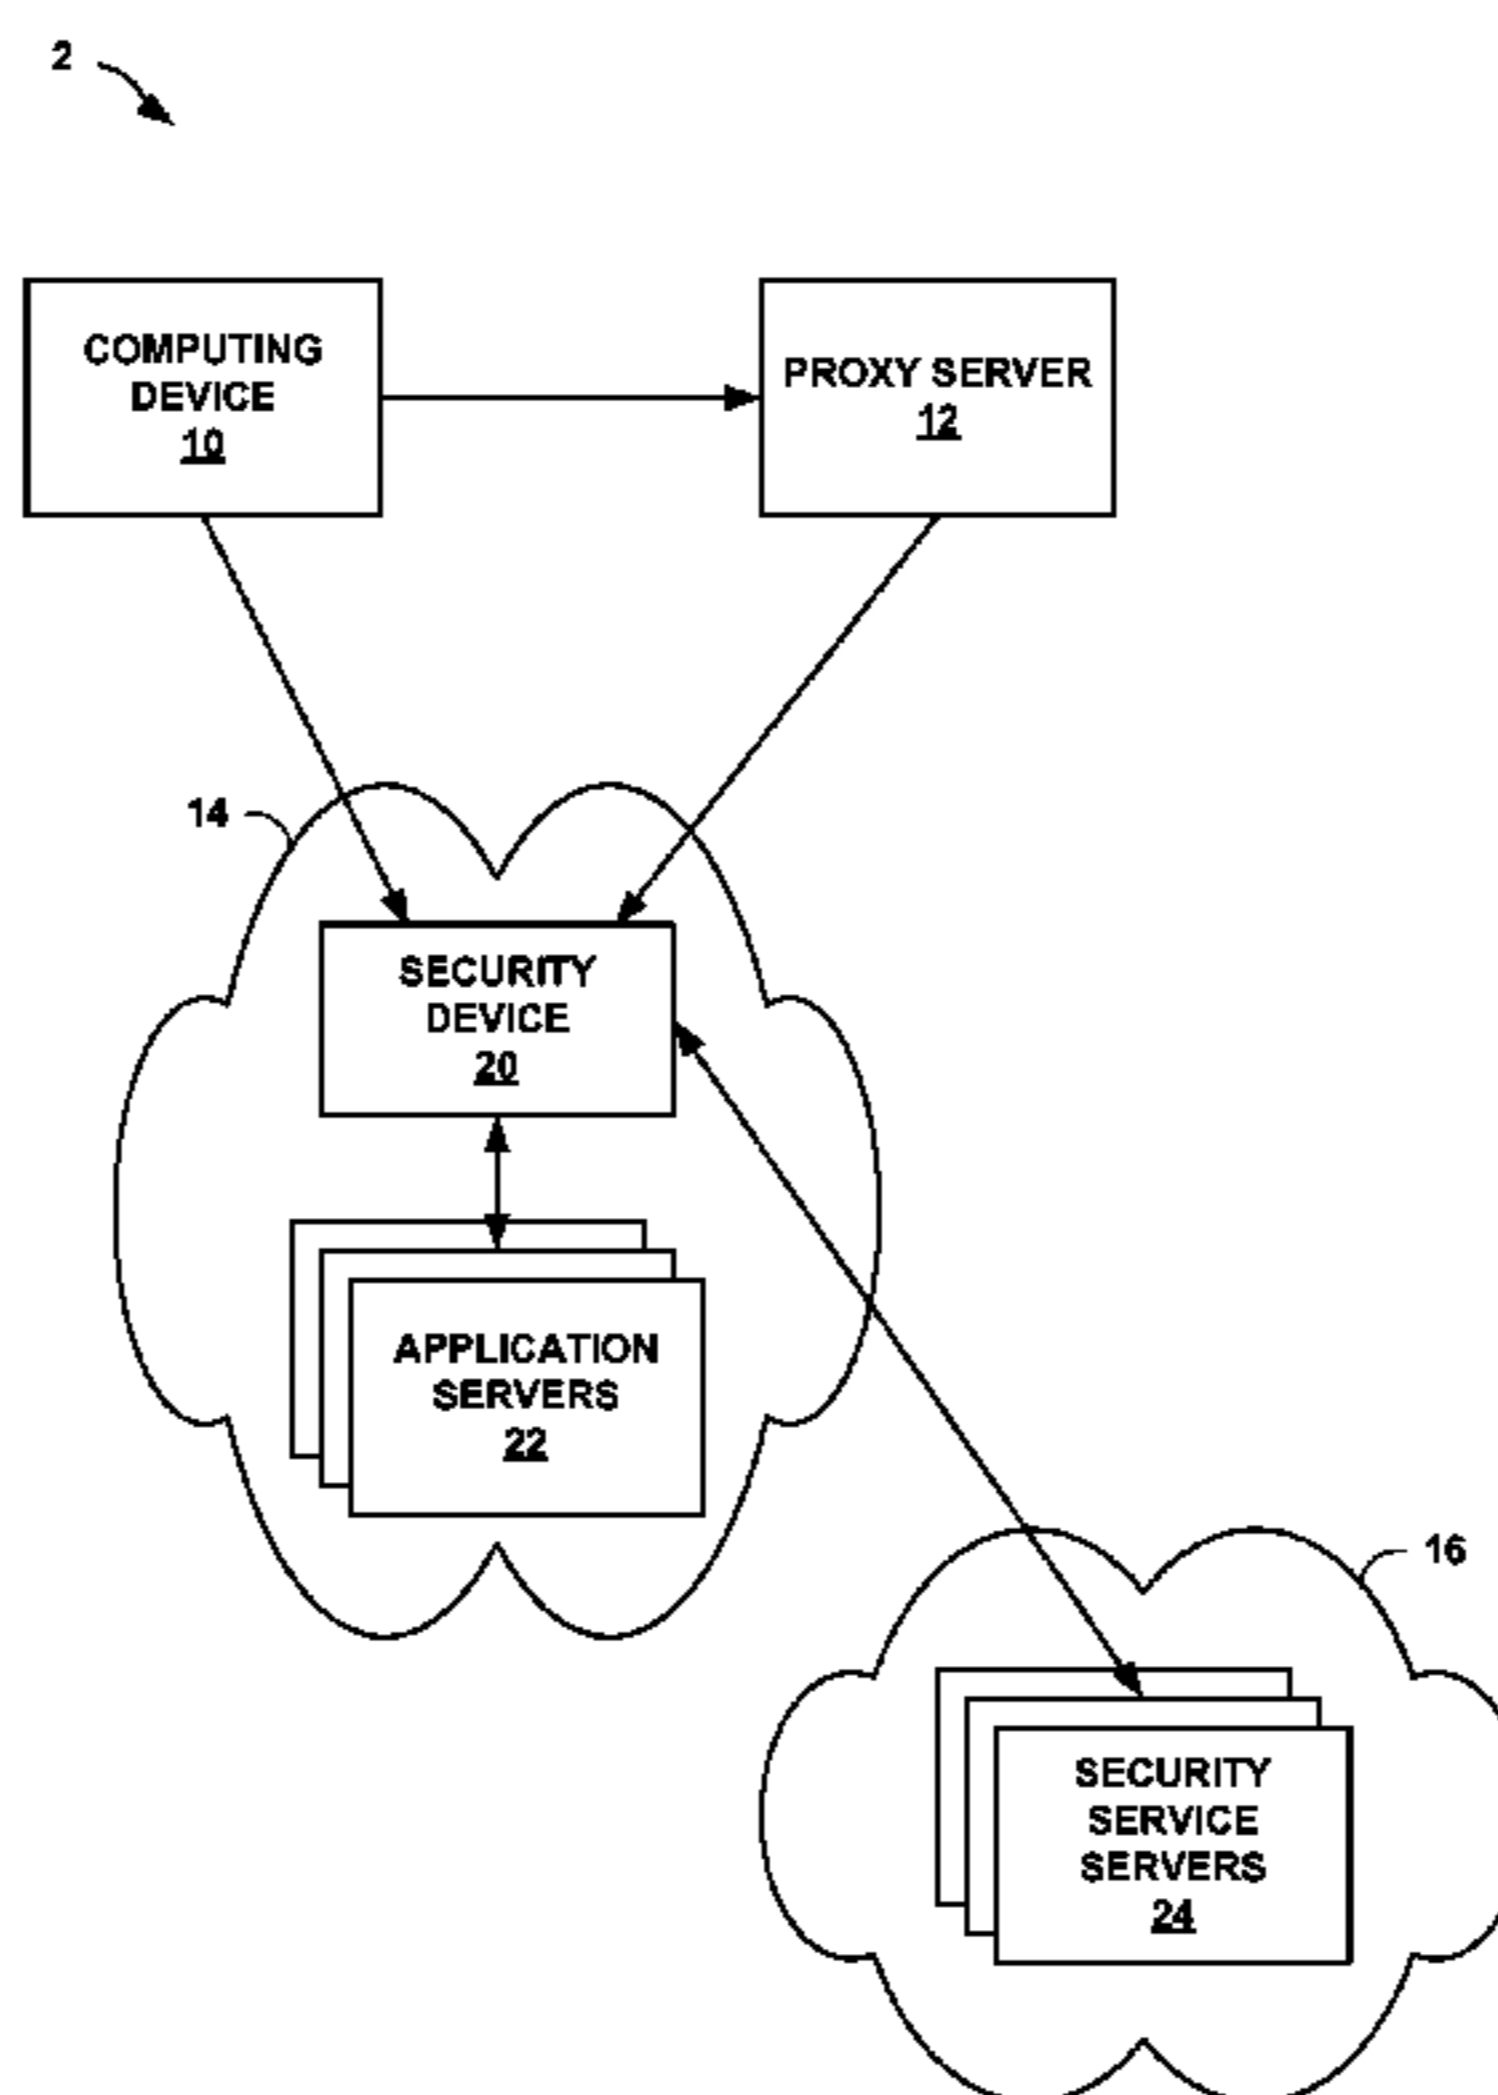 2
COMPUTING
DEVICE
10
PROXY SERVER
12
14
SECURITY
DEVICE
20
APPLICATION
SERVERS
22
16
SECURITY
SERVICE
SERVERS
24